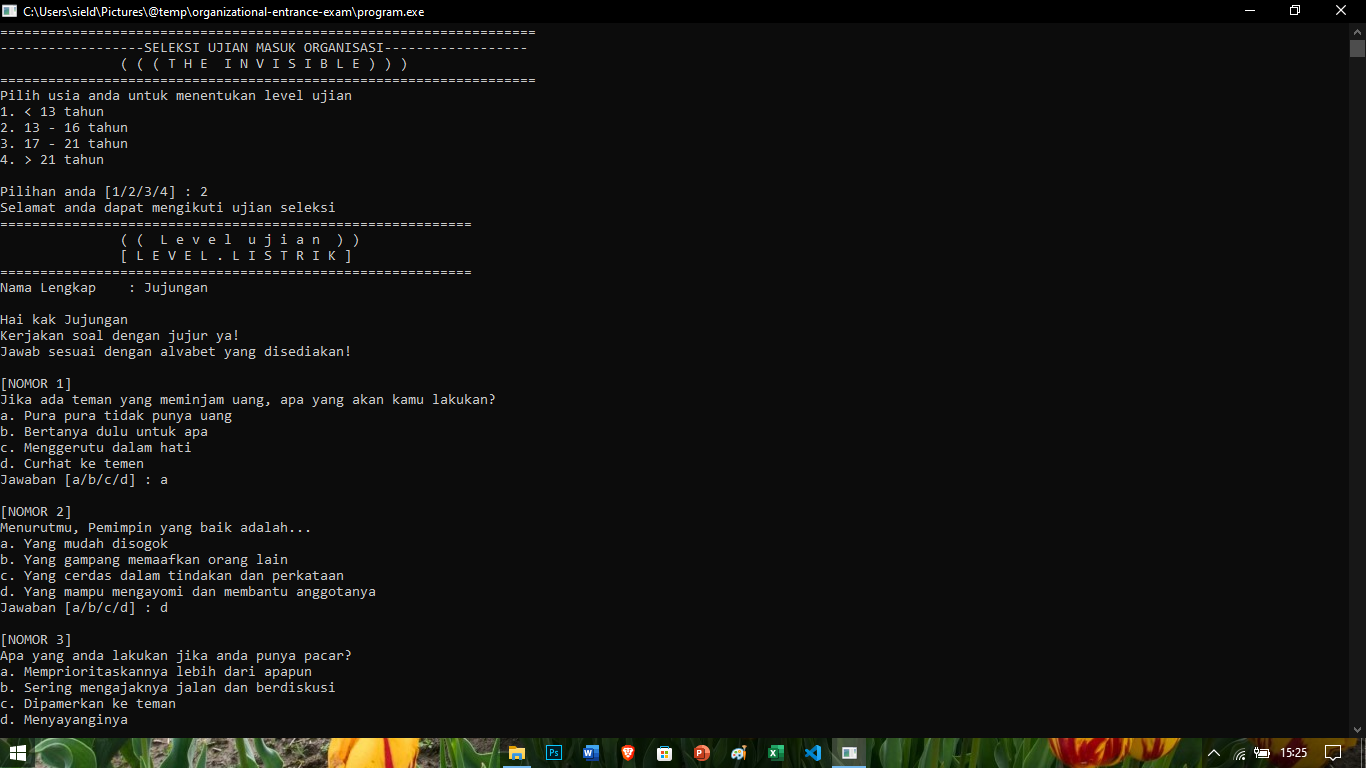 C:\Users\sield\Pictures\@temp\organizational-entrance-exam\program.exe
===================================================================
------------------SELEKSI UJIAN MASUK ORGANISASI------------------
( ( ( T H E  I N V I S I B L E ) ) )
===================================================================
Pilih usia anda untuk menentukan level ujian
1. < 13 tahun
2. 13 - 16 tahun
3. 17 - 21 tahun
4. > 21 tahun
Pilihan anda [1/2/3/4] : 2
Selamat anda dapat mengikuti ujian seleksi
===========================================================
( (  L e v e l  u j i a n  ) )
[ L E V E L . L I S T R I K ]
===========================================================
Nama Lengkap    : Jujungan
Hai kak Jujungan
Kerjakan soal dengan jujur ya!
Jawab sesuai dengan alvabet yang disediakan!
[NOMOR 1]
Jika ada teman yang meminjam uang, apa yang akan kamu lakukan?
a. Pura pura tidak punya uang
b. Bertanya dulu untuk apa
c. Menggerutu dalam hati
d. Curhat ke temen
Jawaban [a/b/c/d] : a
[NOMOR 2]
Menurutmu, Pemimpin yang baik adalah...
a. Yang mudah disogok
b. Yang gampang memaafkan orang lain
c. Yang cerdas dalam tindakan dan perkataan
d. Yang mampu mengayomi dan membantu anggotanya
Jawaban [a/b/c/d] : d
[NOMOR 3]
Apa yang anda lakukan jika anda punya pacar?
a. Memprioritaskannya lebih dari apapun
b. Sering mengajaknya jalan dan berdiskusi
c. Dipamerkan ke teman
d. Menyayanginya
15:25